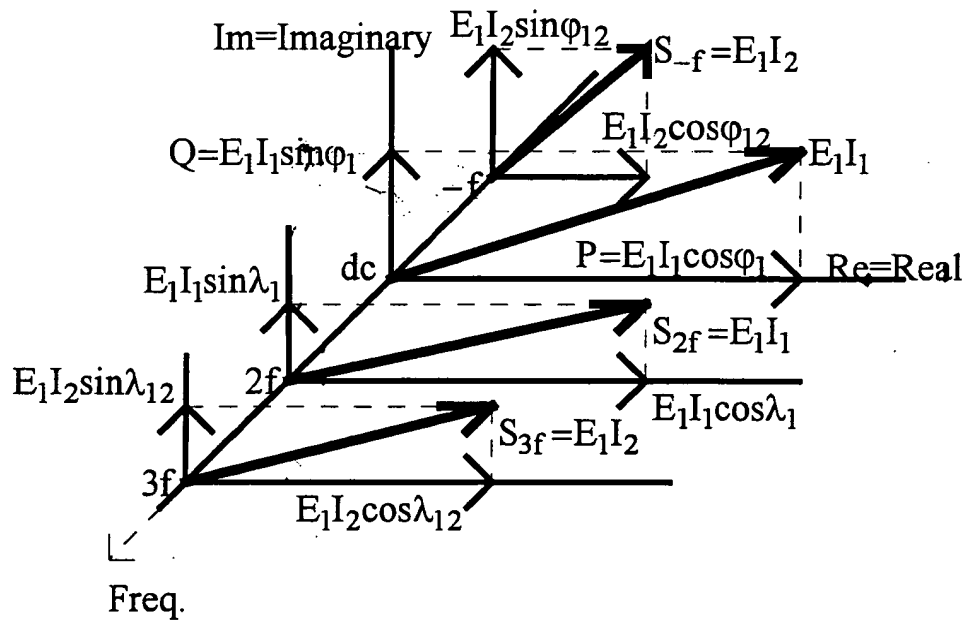 Im=Imaginary
E₁I₂sinφ₁₂
S₋f=E₁I₂
E₁I₂cosφ₁₂
Q=E₁I₁sinφ₁
E₁I₁
−f
dc
P=E₁I₁cosφ₁
Re=Real
E₁I₁sinλ₁
S₂f=E₁I₁
2f
E₁I₁cosλ₁
E₁I₂sinλ₁₂
S₃f=E₁I₂
3f
E₁I₂cosλ₁₂
Freq.